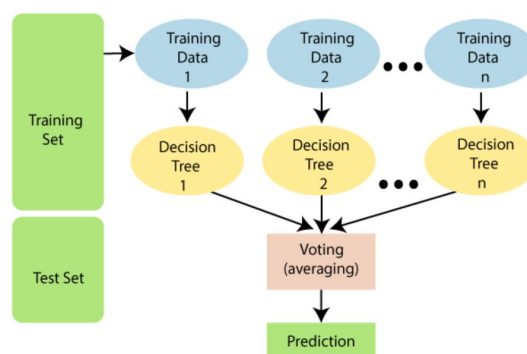 Training
Set
Training
Data
1
Training
Data
2
Training
Data
n
Decision
Tree
1
Decision
Tree
2
Decision
Tree
n
Test Set
Voting
(averaging)
Prediction